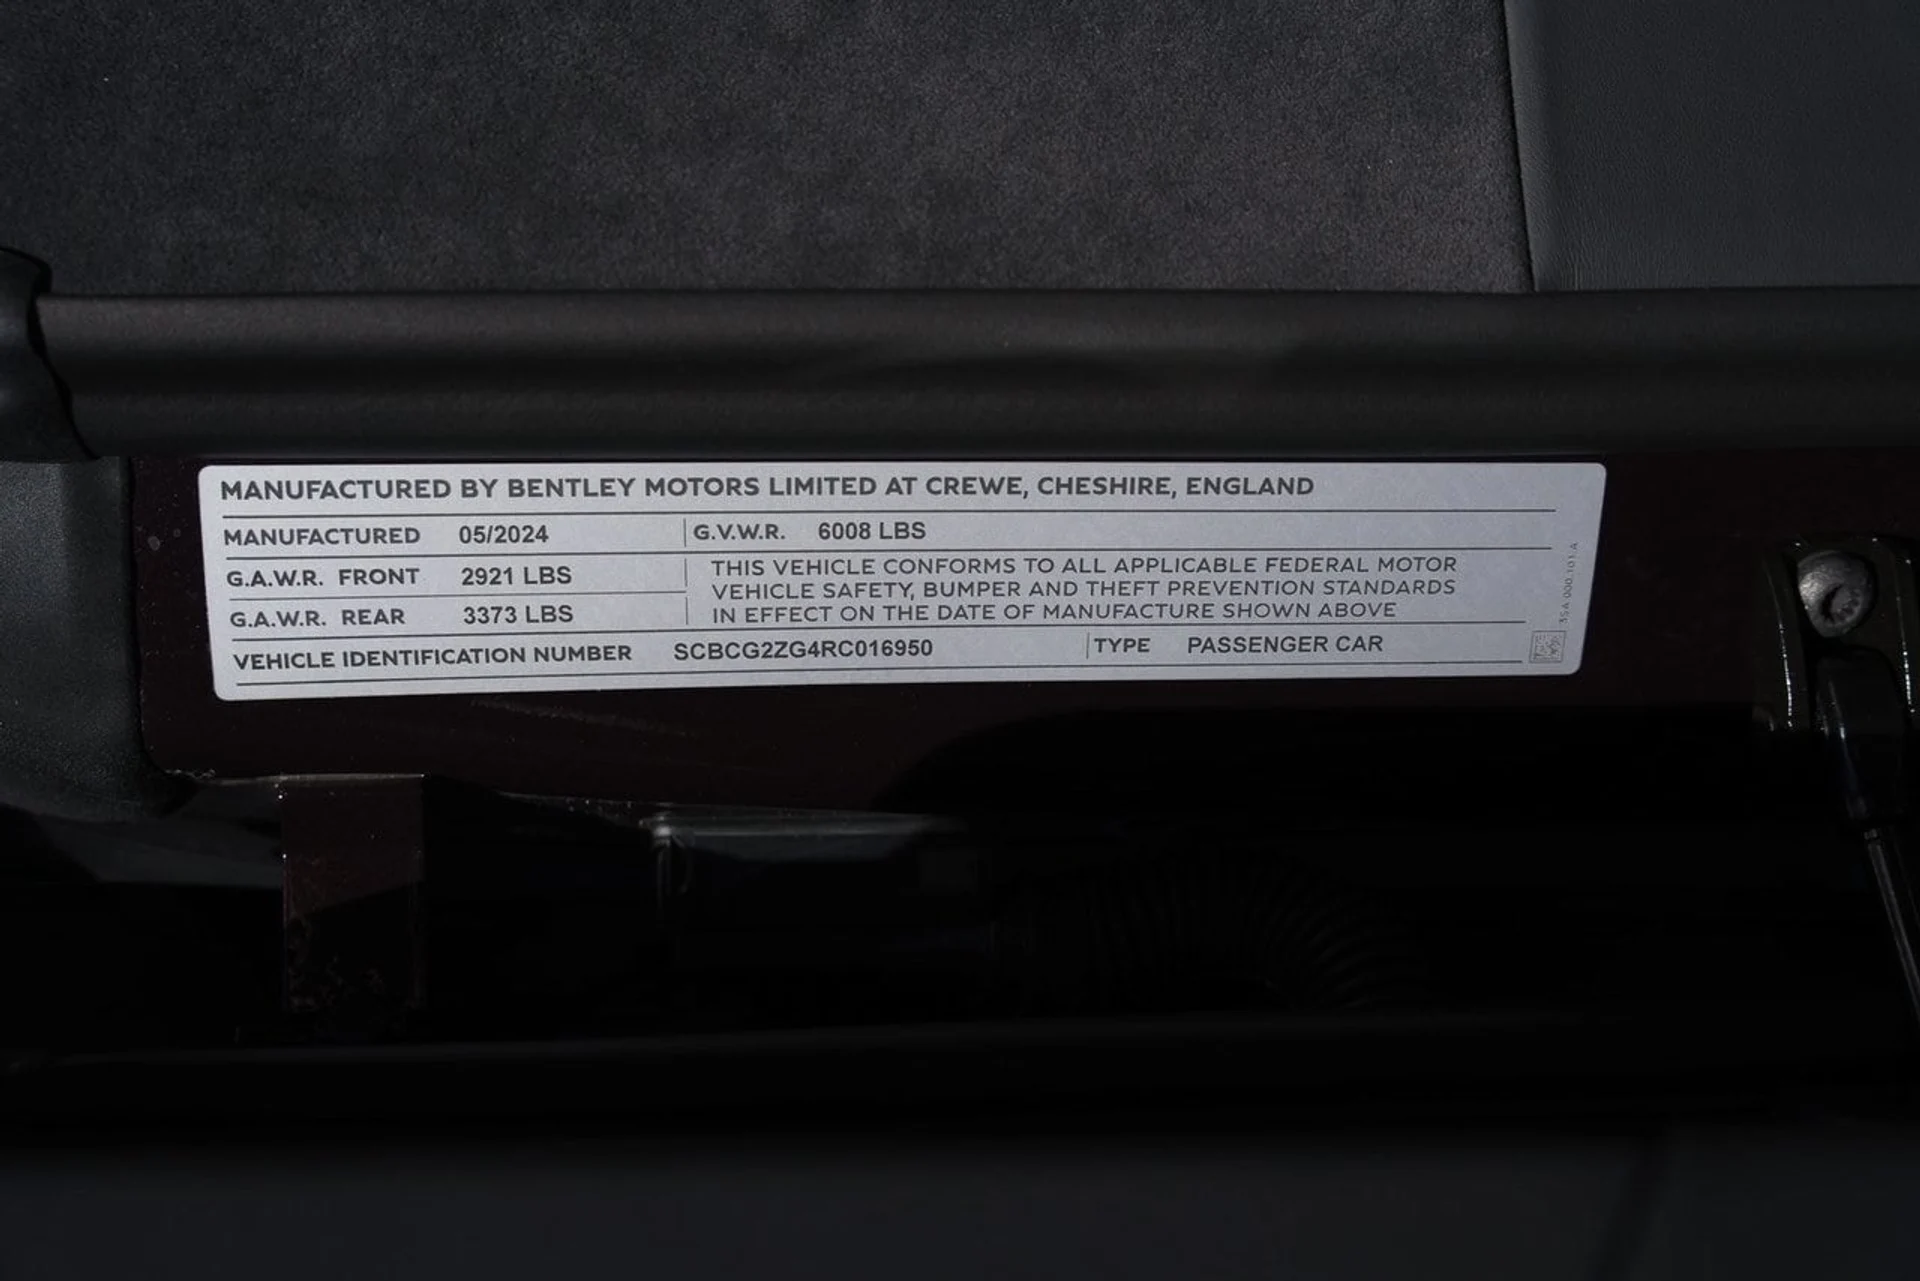 MANUFACTURED BY BENTLEY MOTORS LIMITED AT CREWE, CHESHIRE, ENGLAND
MANUFACTURED 05/2024 G.V.W.R. 6008 LBS
G.A.W.R. FRONT 2921 LBS
G.A.W.R. REAR 3373 LBS
THIS VEHICLE CONFORMS TO ALL APPLICABLE FEDERAL MOTOR
VEHICLE SAFETY, BUMPER AND THEFT PREVENTION STANDARDS
IN EFFECT ON THE DATE OF MANUFACTURE SHOWN ABOVE
VEHICLE IDENTIFICATION NUMBER SCBCG2ZG4RC016950 TYPE PASSENGER CAR